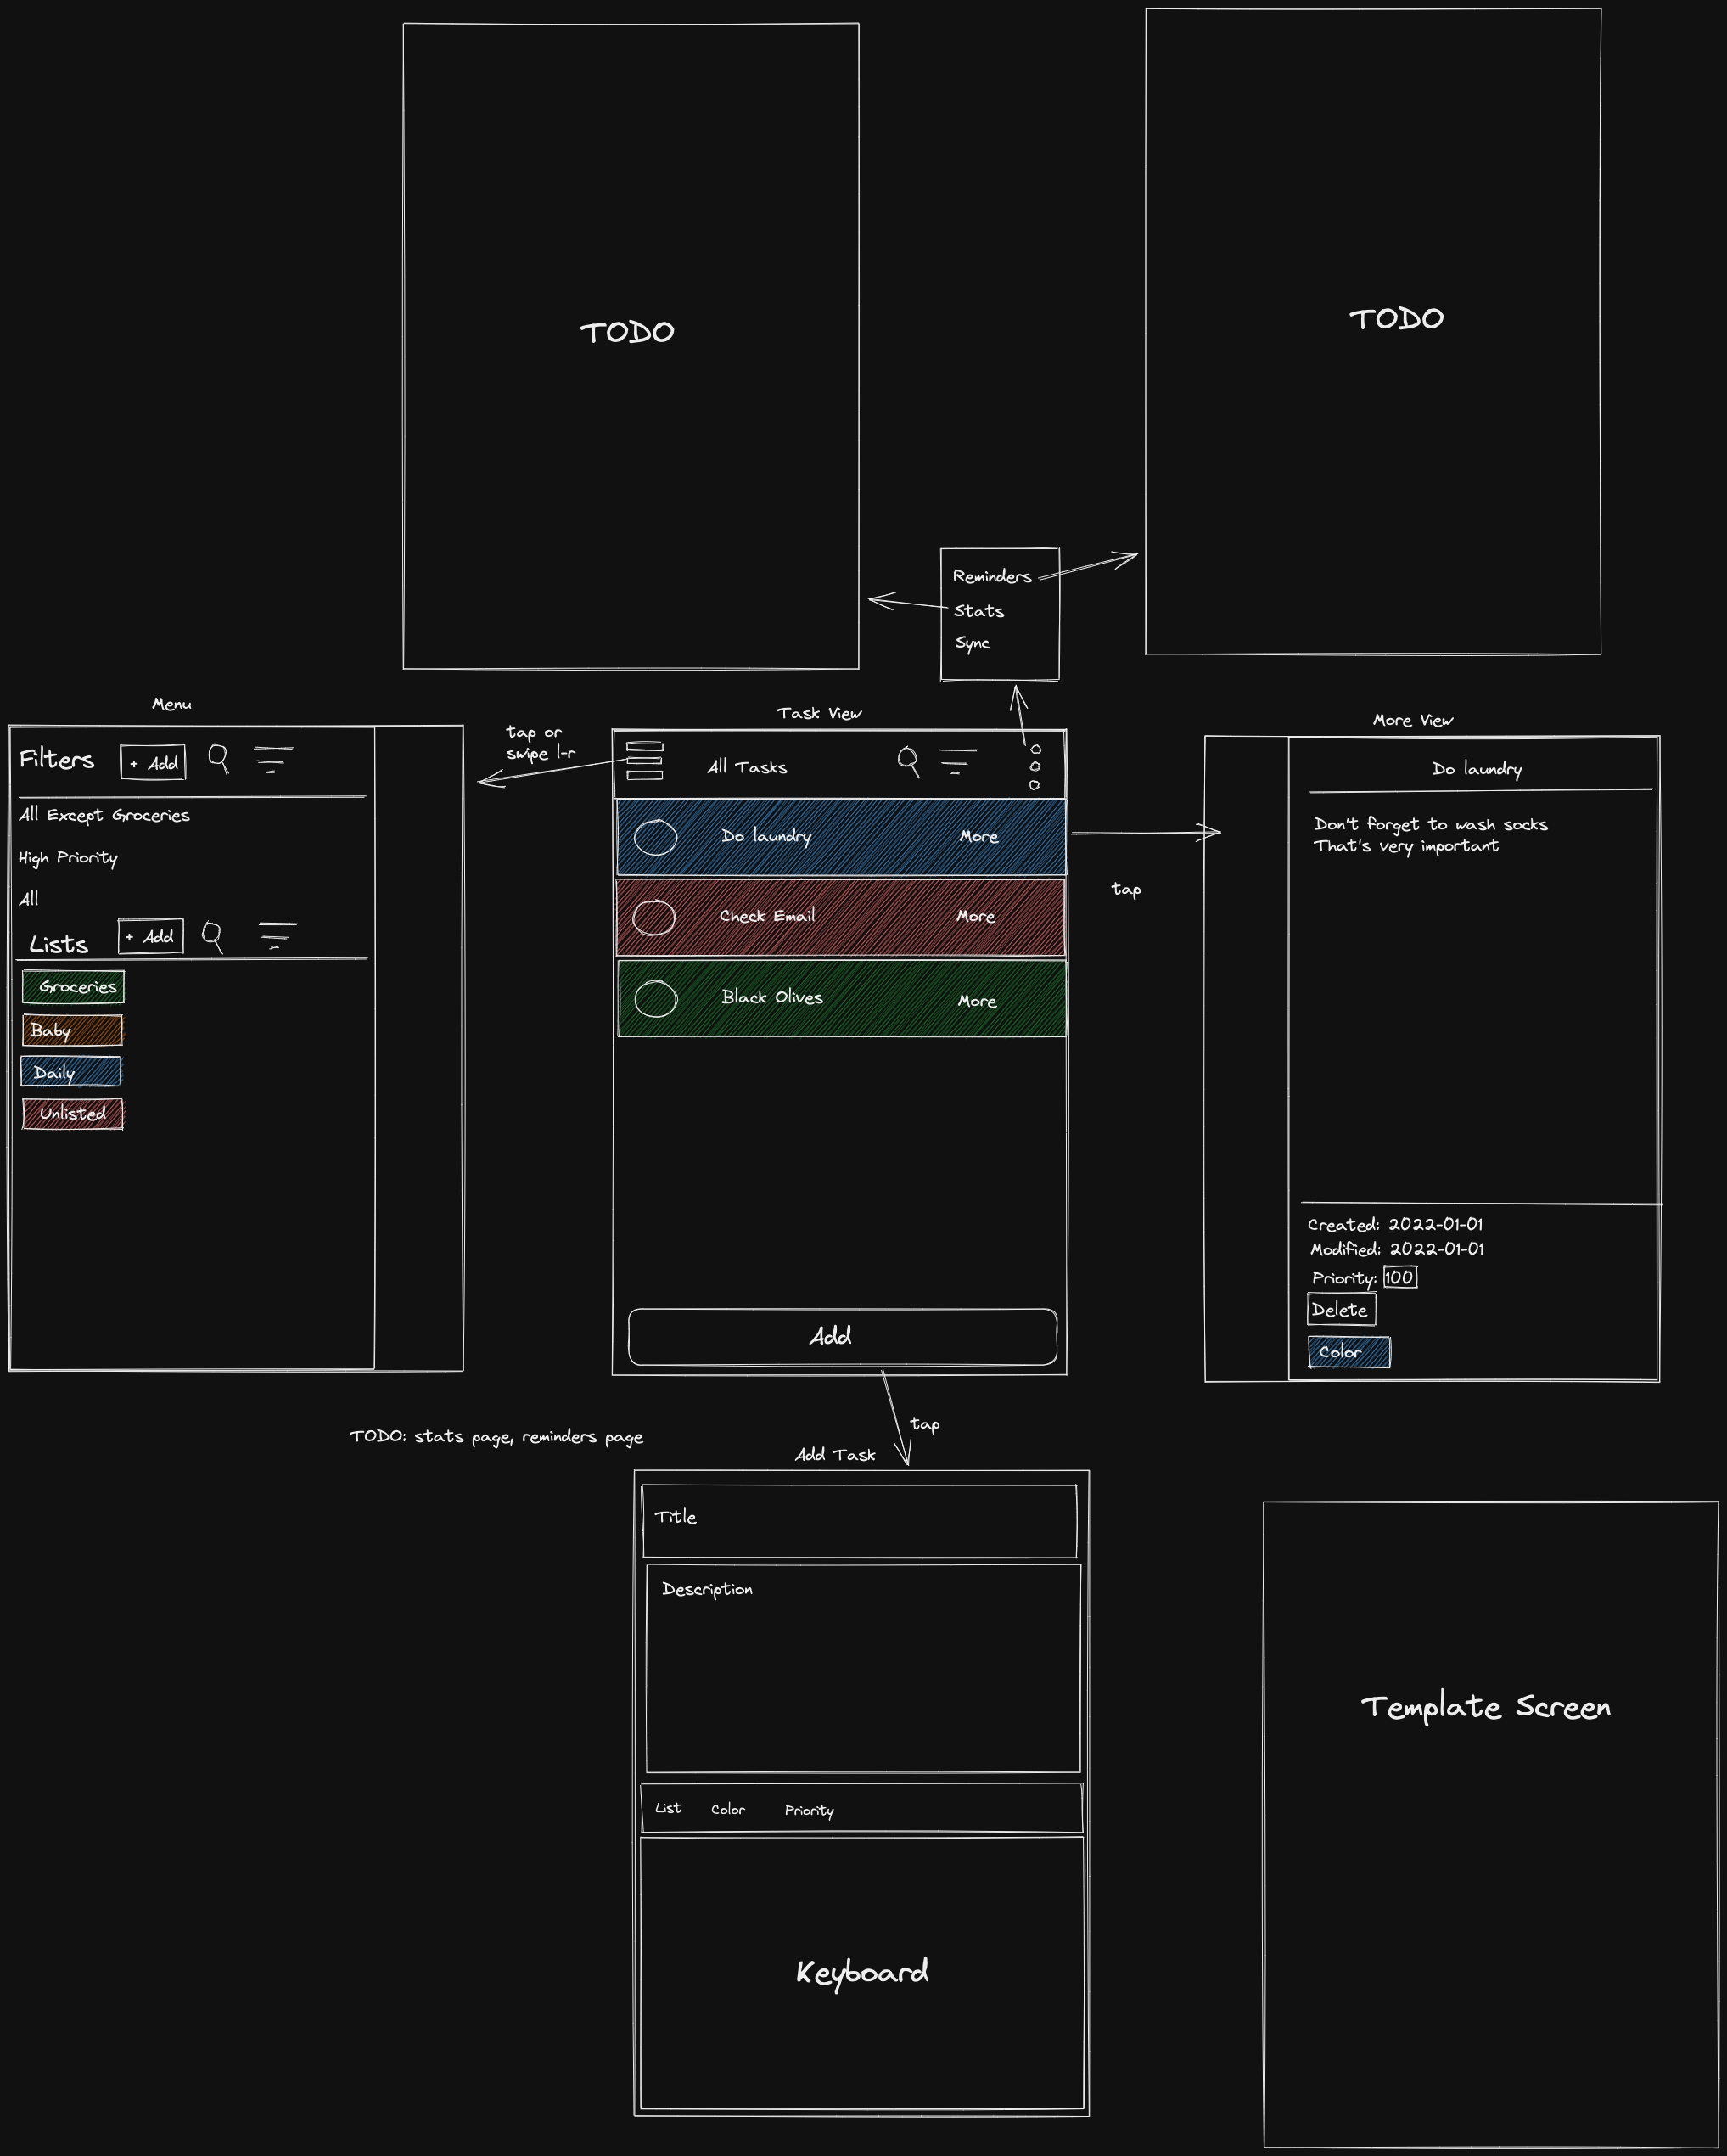 TODO
TODO
Reminders
Stats
Sync
Menu
Filters
+ Add
All Except Groceries
High Priority
All
Lists
+ Add
Groceries
Baby
Daily
Unlisted
tap or
swipe l-r
Task View
All Tasks
Do laundry
More
Check Email
More
Black Olives
More
Add
tap
More View
Do laundry
Don't forget to wash socks
That's very important
Created: 2022-01-01
Modified: 2022-01-01
Priority: 100
Delete
Color
TODO: stats page, reminders page
tap
Add Task
Title
Description
List
Color
Priority
Keyboard
Template Screen